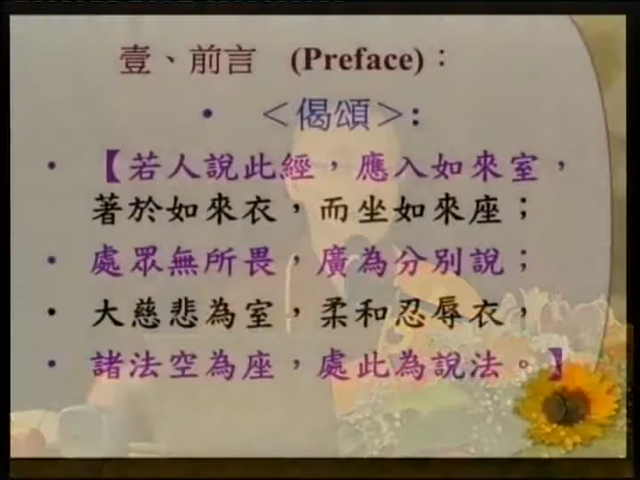 壹、前言 (Preface)：
• ＜偈頌＞:
• 【若人說此經，應入如來室，
著於如來衣，而坐如來座；
• 處眾無所畏，廣為分別說；
• 大慈悲為室，柔和忍辱衣，
• 諸法空為座，處此為說法。】